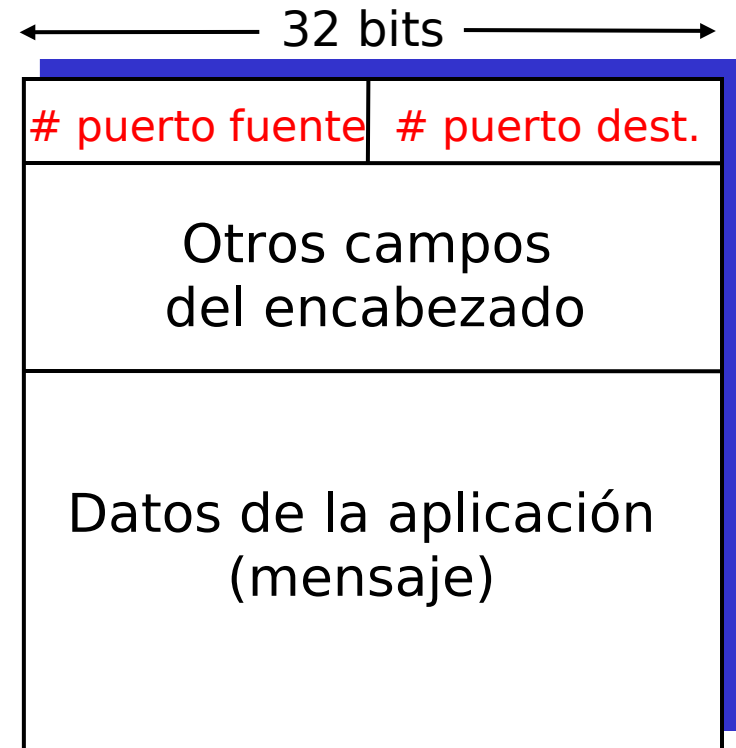 32 bits
# puerto fuente # puerto dest.
Otros campos
del encabezado
Datos de la aplicación
(mensaje)